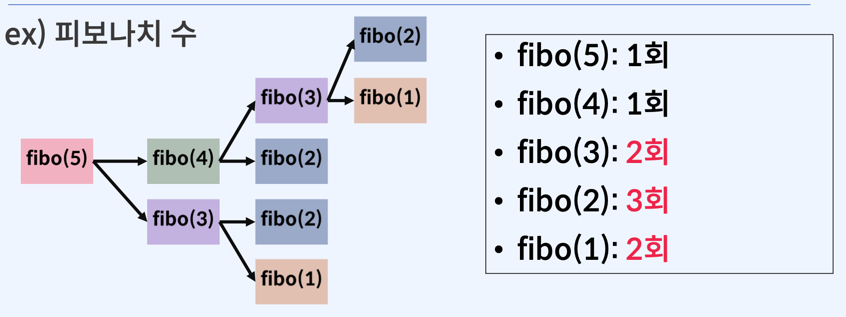 ex) 피보나치 수
fibo(2)
fibo(3)
fibo(1)
fibo(5)
fibo(4)
fibo(2)
fibo(3)
fibo(2)
fibo(1)
• fibo(5): 1회
• fibo(4): 1회
• fibo(3): 2회
• fibo(2): 3회
• fibo(1): 2회